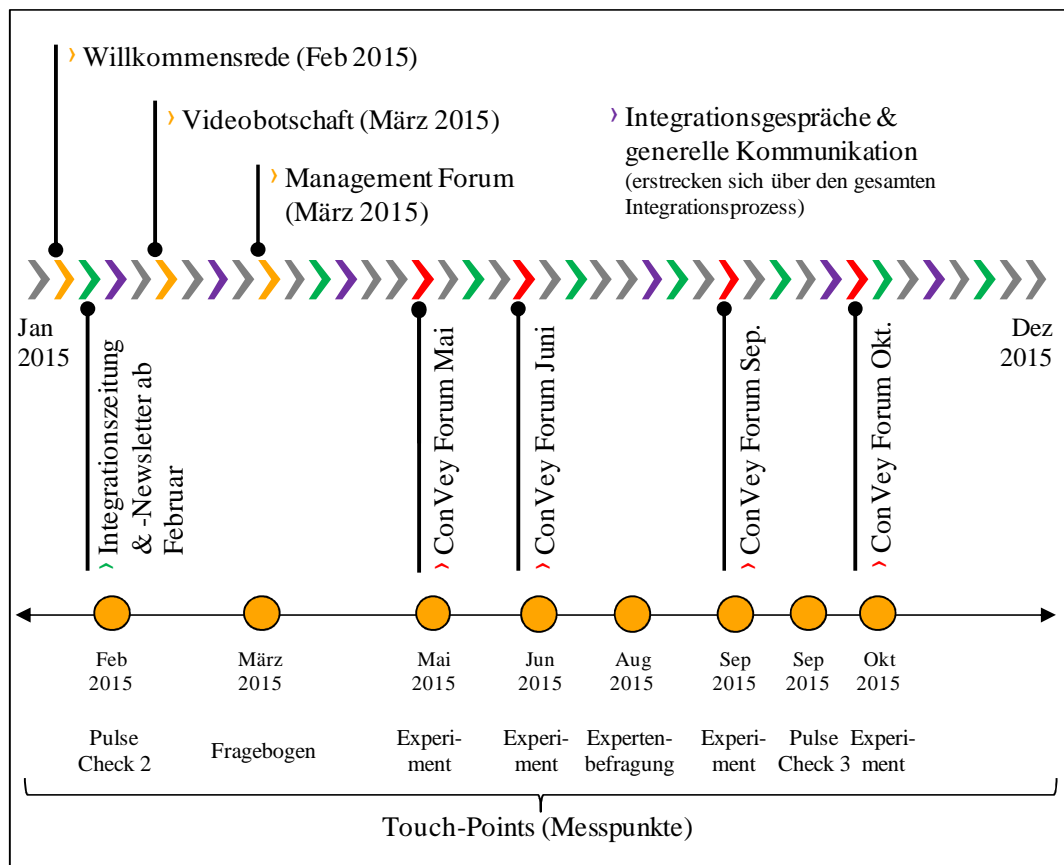 Willkommensrede (Feb 2015)
Videobotschaft (März 2015)
Management Forum
(März 2015)
Integrationsgespräche &
generelle Kommunikation
(erstrecken sich über den gesamten
Integrationsprozess)
Jan
2015
Dez
2015
Integrationszeitung
& -Newsletter ab
Februar
ConVey Forum Mai
ConVey Forum Juni
ConVey Forum Sep.
ConVey Forum Okt.
Feb
2015
März
2015
Mai
2015
Jun
2015
Aug
2015
Sep
2015
Sep
2015
Okt
2015
Pulse
Check 2
Fragebogen
Experi-
ment
Experi-
ment
Experten-
befragung
Experi-
ment
Pulse
Check 3
Experi-
ment
Touch-Points (Messpunkte)